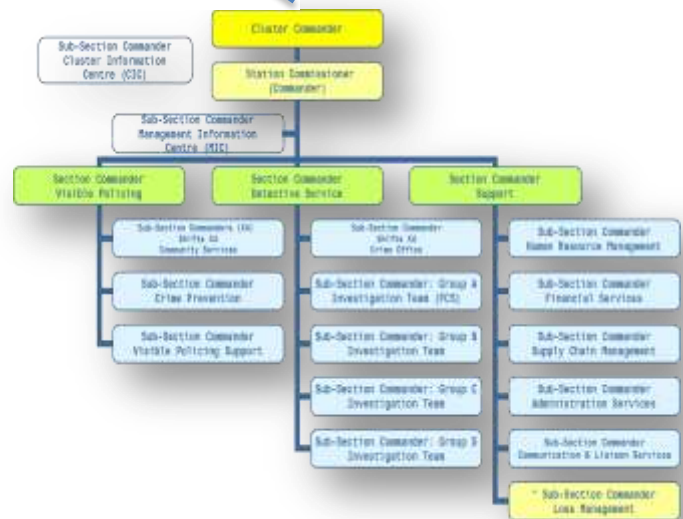 Cluster Commander
Sub-Section Commander
Cluster Information
Centre (CIC)
Station Commissioner
(Commander)
Sub-Section Commander
Management Information
Centre (MIC)
Section Commander
Visible Policing
Section Commander
Detective Service
Section Commander
Support
Sub-Section Commanders
Shifts
Community Services
Sub-Section Commander
Crime Prevention
Sub-Section Commander
Visible Policing Support
Sub-Section Commander
Shifts
Crime Office
Sub-Section Commander: Group A
Investigation Team (FCS)
Sub-Section Commander: Group B
Investigation Team
Sub-Section Commander: Group C
Investigation Team
Sub-Section Commander: Group D
Investigation Team
Sub-Section Commander
Human Resource Management
Sub-Section Commander
Financial Services
Sub-Section Commander
Supply Chain Management
Sub-Section Commander
Administration Services
Sub-Section Commander
Communication & Liaison Services
* Sub-Section Commander
Loss Management